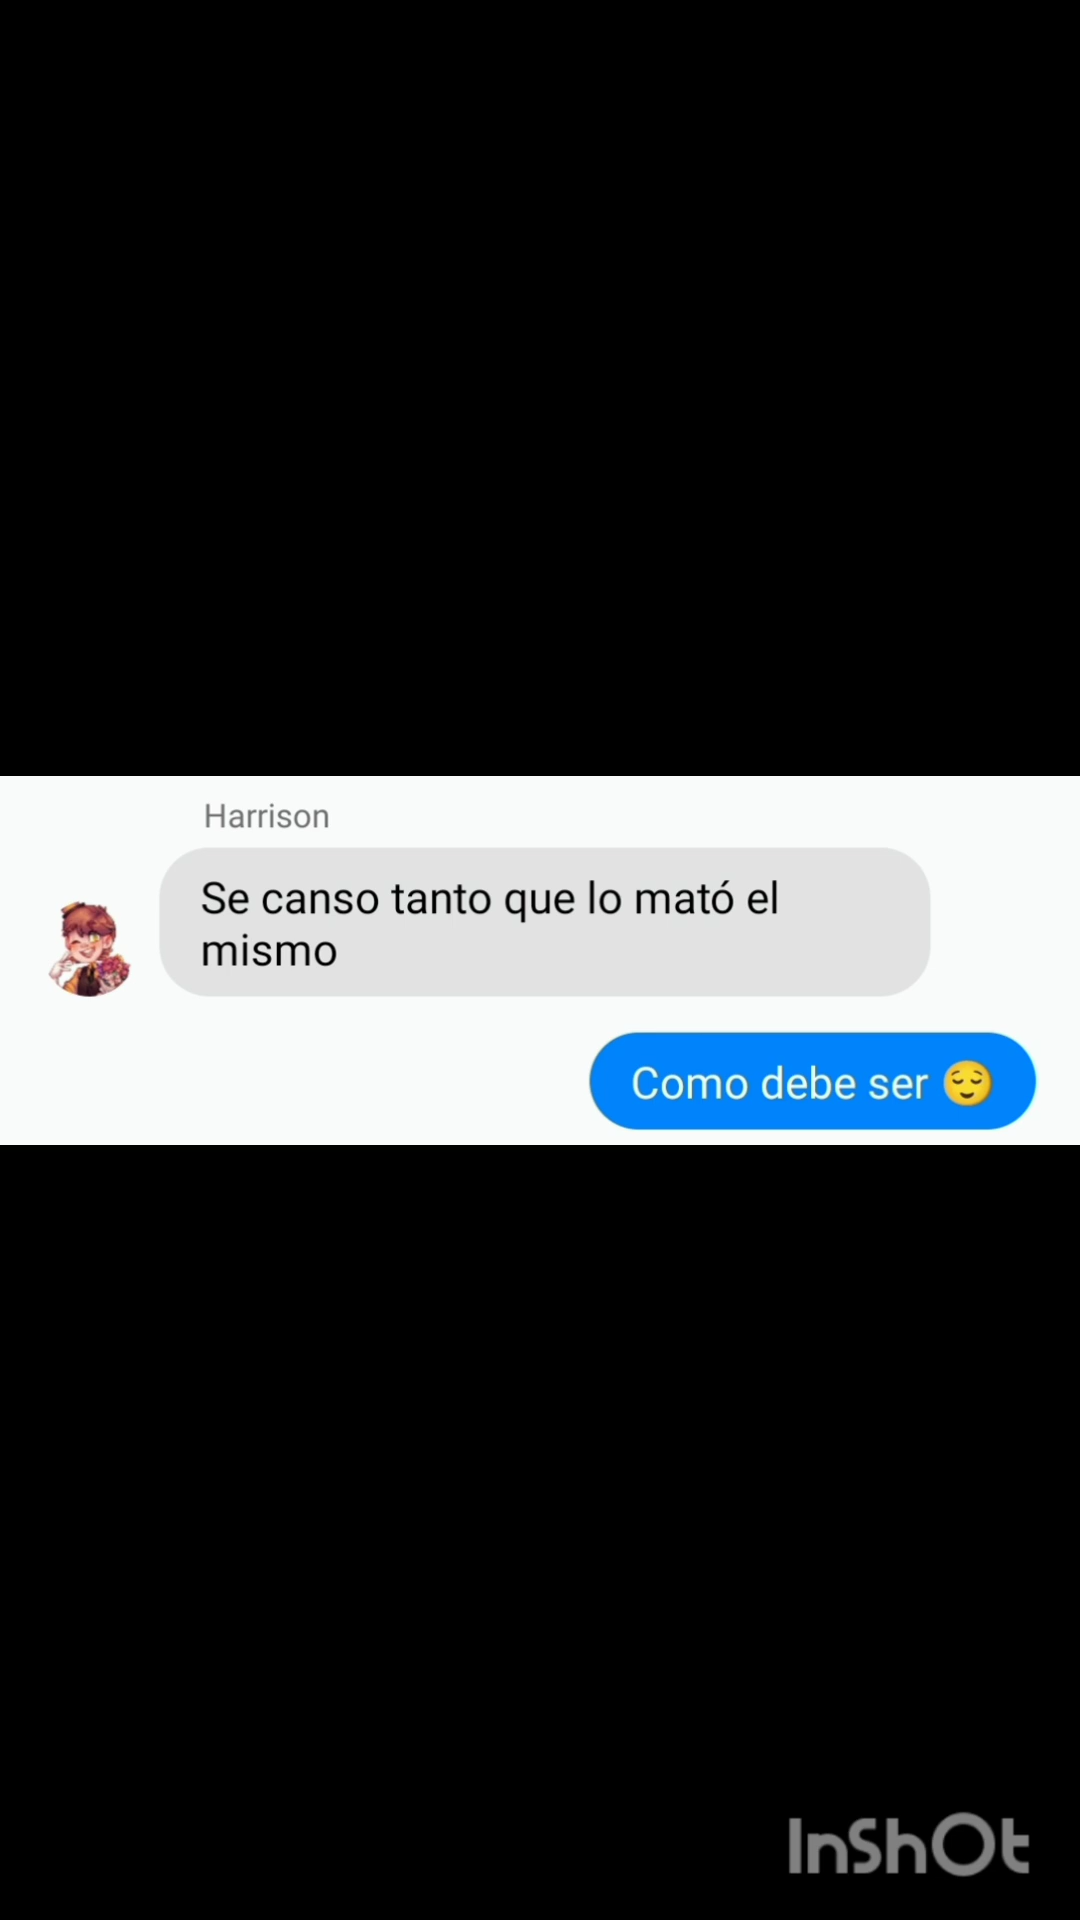 Harrison
Se canso tanto que lo mató el
mismo
Como debe ser 😌
InShOt